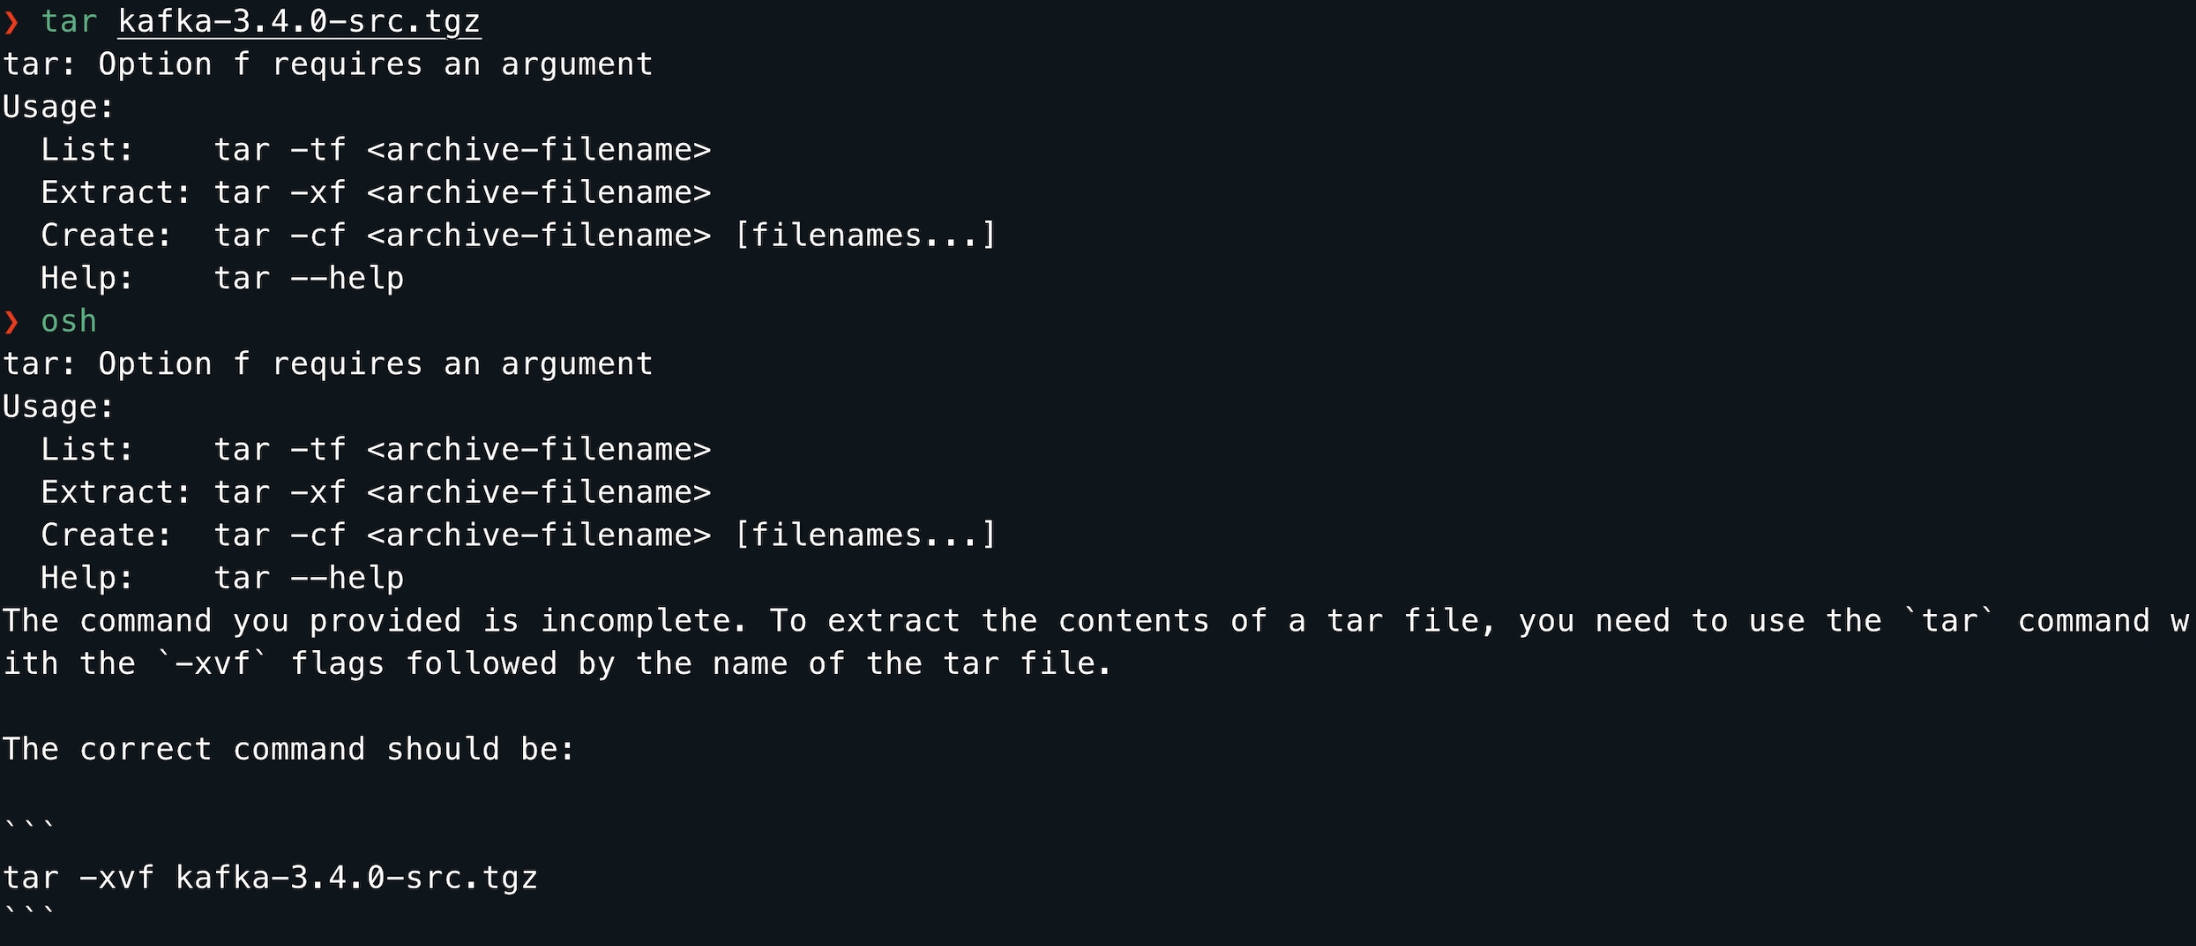 ❯ tar kafka-3.4.0-src.tgz
tar: Option f requires an argument
Usage:
  List:    tar -tf <archive-filename>
  Extract: tar -xf <archive-filename>
  Create:  tar -cf <archive-filename> [filenames...]
  Help:    tar --help
❯ osh
tar: Option f requires an argument
Usage:
  List:    tar -tf <archive-filename>
  Extract: tar -xf <archive-filename>
  Create:  tar -cf <archive-filename> [filenames...]
  Help:    tar --help
The command you provided is incomplete. To extract the contents of a tar file, you need to use the `tar` command w
ith the `-xvf` flags followed by the name of the tar file.

The correct command should be:

```
tar -xvf kafka-3.4.0-src.tgz
```